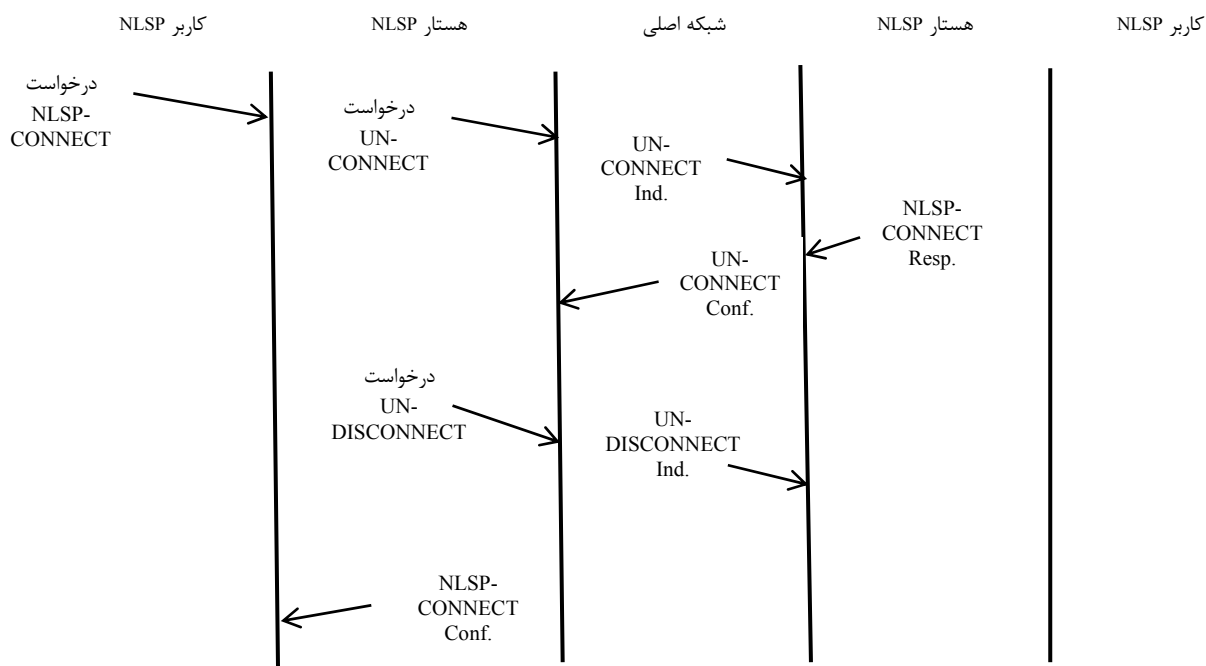 کاربر NLSP
هستار NLSP
شبکه اصلی
هستار NLSP
کاربر NLSP
درخواست
NLSP-
CONNECT
درخواست
UN-
CONNECT
UN-
CONNECT
Ind.
NLSP-
CONNECT
Resp.
UN-
CONNECT
Conf.
درخواست
UN-
DISCONNECT
UN-
DISCONNECT
Ind.
NLSP-
CONNECT
Conf.